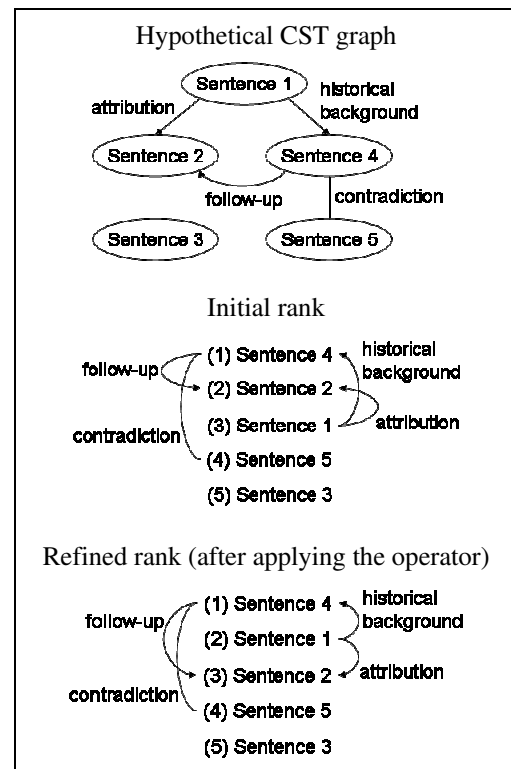 Hypothetical CST graph
Sentence 1
attribution
historical
background
Sentence 2
Sentence 4
follow-up
contradiction
Sentence 3
Sentence 5
Initial rank
(1) Sentence 4
historical
background
follow-up
(2) Sentence 2
(3) Sentence 1
attribution
contradiction
(4) Sentence 5
(5) Sentence 3
Refined rank (after applying the operator)
(1) Sentence 4
historical
background
follow-up
(2) Sentence 1
(3) Sentence 2
attribution
contradiction
(4) Sentence 5
(5) Sentence 3